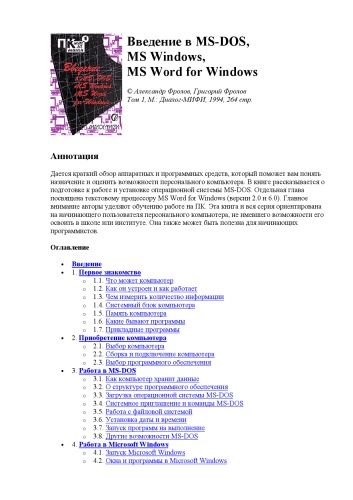 ПК
Введение
MS-DOS
MS Windows
MS Word
for Windows
Введение в MS-DOS,
MS Windows,
MS Word for Windows
© Александр Фролов, Григорий Фролов
Том 1, М.: Диалог-МИФИ, 1994, 264 стр.
Аннотация
Дается краткий обзор аппаратных и программных средств, который поможет вам понять
назначение и оценить возможности персонального компьютера. В книге рассказывается о
подготовке к работе и установке операционной системы MS-DOS. Отдельная глава
посвящена текстовому процессору MS Word for Windows (версии 2.0 и 6.0). Главное
внимание авторы уделяют обучению работе на ПК. Эта книга и вся серия ориентирована
на начинающего пользователя персонального компьютера, не имевшего возможности его
освоить в школе или институте. Она также может быть полезна для начинающих
программистов.
Оглавление
• Введение
• 1. Первое знакомство
o 1.1. Что может компьютер
o 1.2. Как он устроен и как работает
o 1.3. Чем измерить количество информации
o 1.4. Системный блок компьютера
o 1.5. Память компьютера
o 1.6. Какие бывают программы
o 1.7. Прикладные программы
• 2. Приобретение компьютера
o 2.1. Выбор компьютера
o 2.2. Сборка и подключение компьютера
o 2.3. Выбор программного обеспечения
• 3. Работа в MS-DOS
o 3.1. Как компьютер хранит данные
o 3.2. О структуре программного обеспечения
o 3.3. Загрузка операционной системы MS-DOS
o 3.4. Системное приглашение и команды MS-DOS
o 3.5. Работа с файловой системой
o 3.6. Установка даты и времени
o 3.7. Запуск программ на выполнение
o 3.8. Другие возможности MS-DOS
• 4. Работа в Microsoft Windows
o 4.1. Запуск Microsoft Windows
o 4.2. Окна и программы в Microsoft Windows